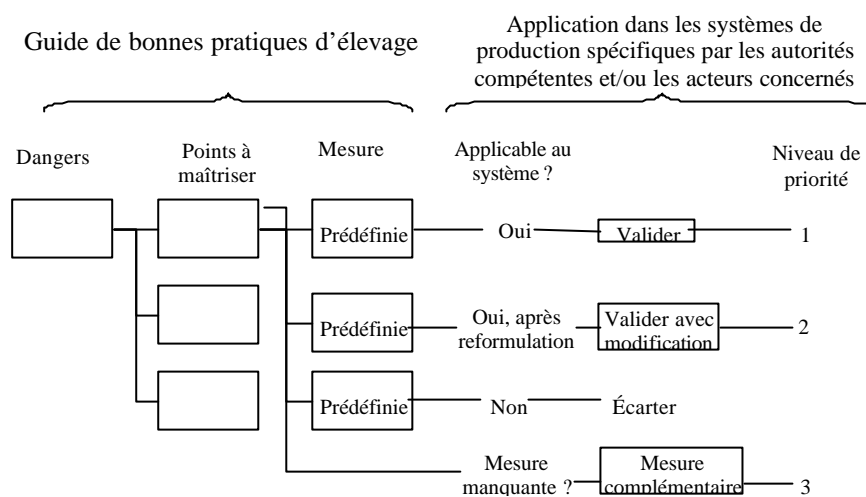 Guide de bonnes pratiques d’élevage
Application dans les systèmes de
production spécifiques par les autorités
compétentes et/ou les acteurs concernés
Dangers
Points à
maîtriser
Mesure
Applicable au
système ?
Niveau de
priorité
Prédéfinie
Oui
Valider
1
Prédéfinie
Oui, après
reformulation
Valider avec
modification
2
Prédéfinie
Non
Écarter
Mesure
manquante ?
Mesure
complémentaire
3